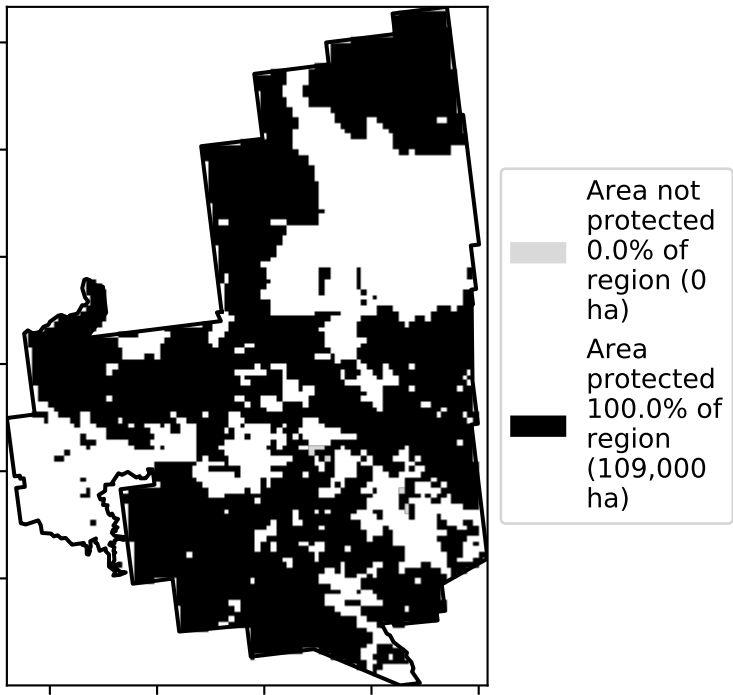 Area not
protected
0.0% of
region (0
ha)
Area
protected
100.0% of
region
(109,000
ha)